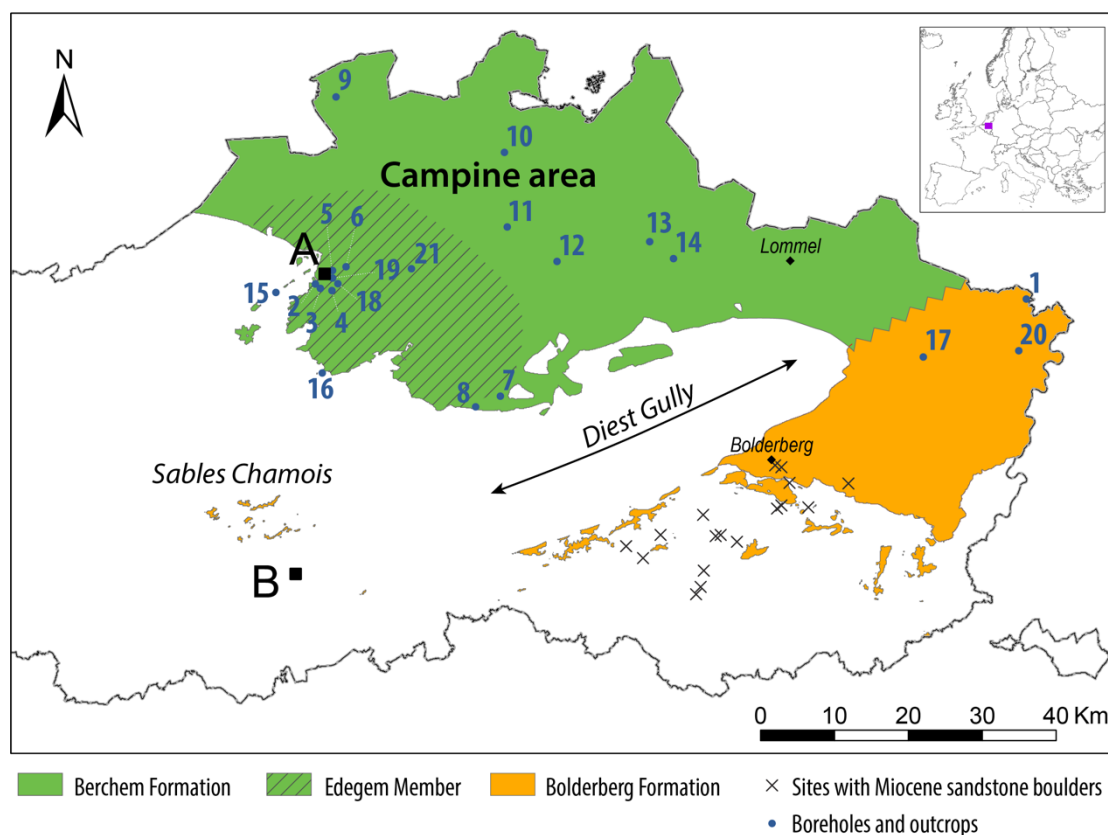 N
9
10
Campine area
5
6
11
13
A
21
12
14
Lommel
19
15
2
18
1
3
4
17
20
16
7
8
Diest Gully
Bolderberg
Sables Chamois
B
0 10 20 30 40 Km
Berchem Formation
Edegem Member
Bolderberg Formation
Sites with Miocene sandstone boulders
Boreholes and outcrops